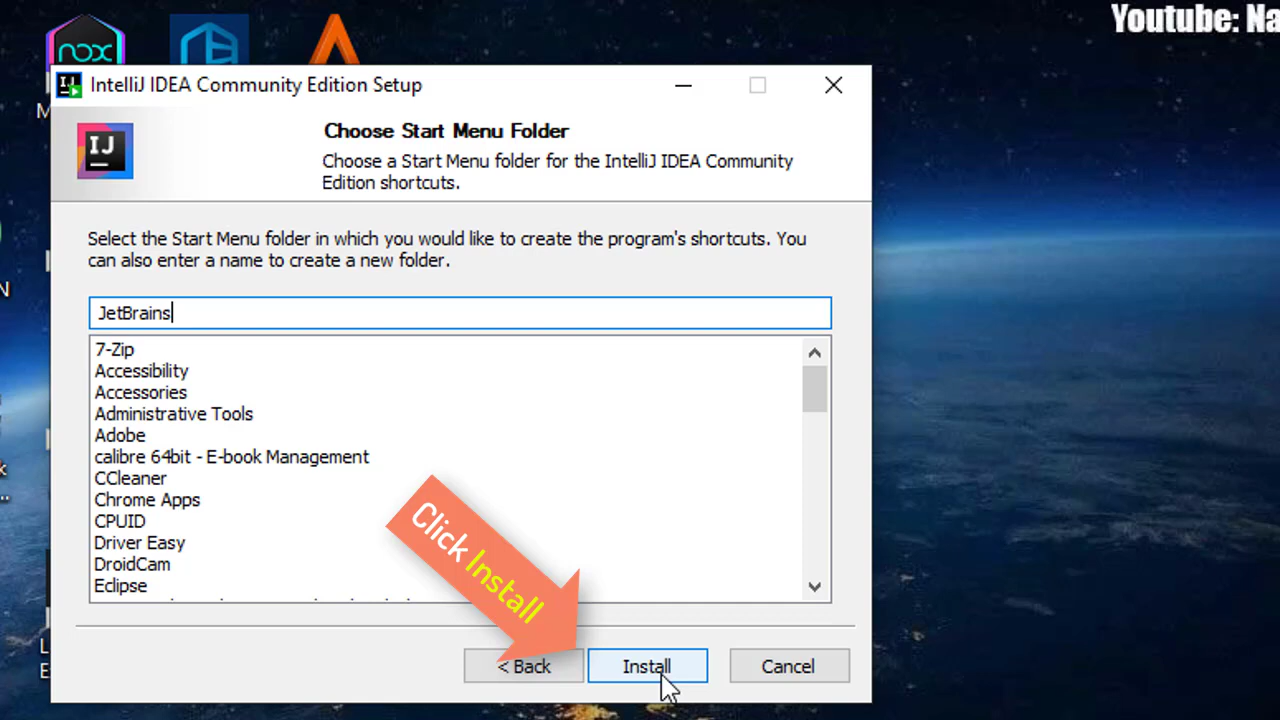 Youtube: Na
nox
M
IntelliJ IDEA Community Edition Setup
IJ
Choose Start Menu Folder
Choose a Start Menu folder for the IntelliJ IDEA Community
Edition shortcuts.
Select the Start Menu folder in which you would like to create the program's shortcuts. You
can also enter a name to create a new folder.
N
JetBrains
7-Zip
Accessibility
Accessories
Administrative Tools
Adobe
calibre 64bit - E-book Management
CCleaner
Chrome Apps
CPUID
Driver Easy
DroidCam
Eclipse
Click Install
L
E
< Back
Install
Cancel